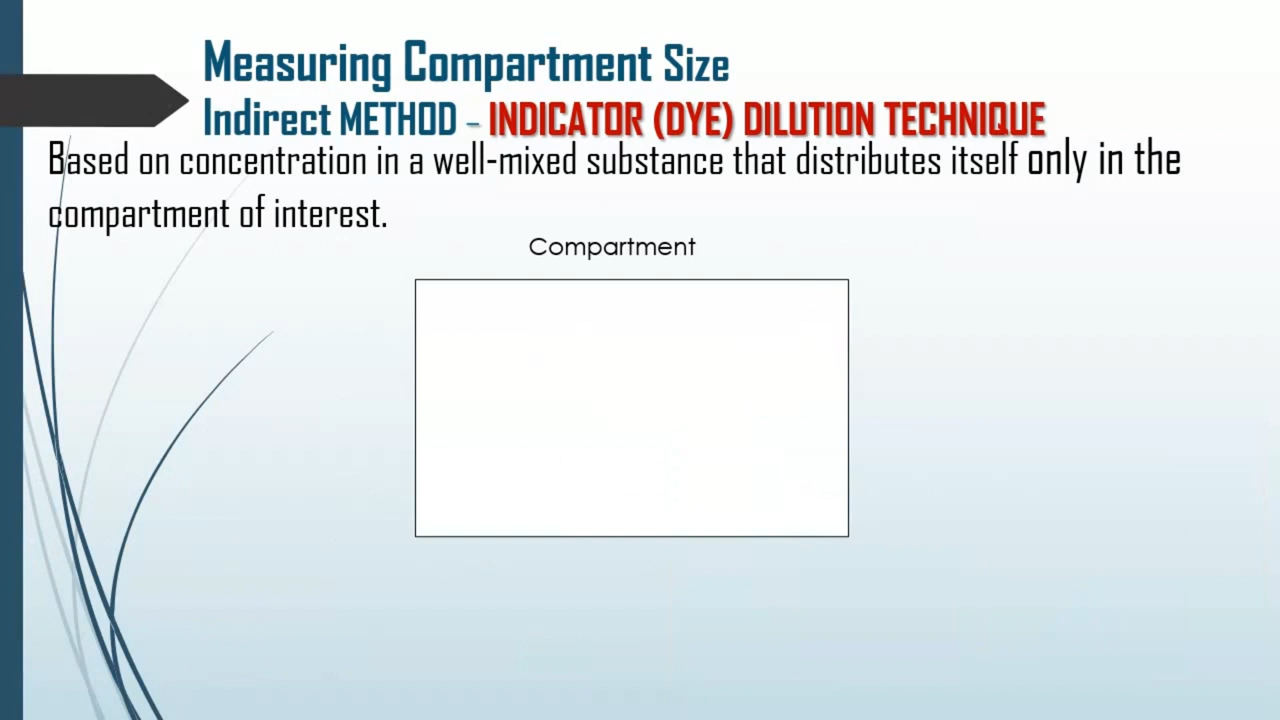 Measuring Compartment Size
Indirect METHOD – INDICATOR (DYE) DILUTION TECHNIQUE
Based on concentration in a well-mixed substance that distributes itself only in the
compartment of interest.
Compartment